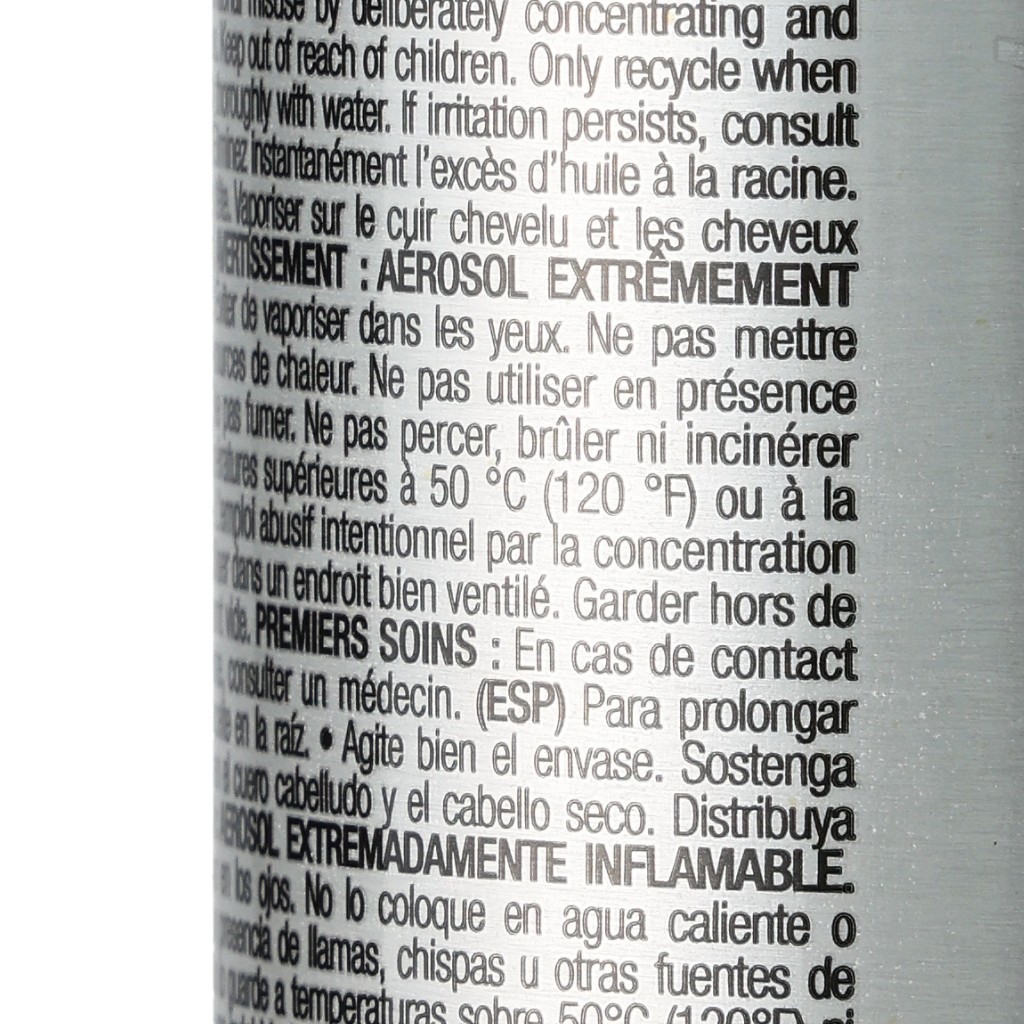 misuse by deliberately concentrating and
Keep out of reach of children. Only recycle when
with water. If irritation persists, consult
instantanément l'excès d'huile à la racine.
Vaporiser sur le cuir chevelu et les cheveux
: AÉROSOL EXTRÊMEMENT
de vaporiser dans les yeux. Ne pas mettre
de chaleur. Ne pas utiliser en présence
pas fumer. Ne pas percer, brûler ni incinérer
supérieures à 50 °C (120 °F) ou à la
abusif intentionnel par la concentration
dans un endroit bien ventilé. Garder hors de
vide. PREMIERS SOINS : En cas de contact
consulter un médecin. (ESP) Para prolongar
en la raíz. • Agite bien el envase. Sostenga
el cuero cabelludo y el cabello seco. Distribuya
AEROSOL EXTREMADAMENTE INFLAMABLE.
en los ojos. No lo coloque en agua caliente o
presencia de llamas, chispas u otras fuentes de
guarde a temperaturas sobre 50°C (120°F) ni